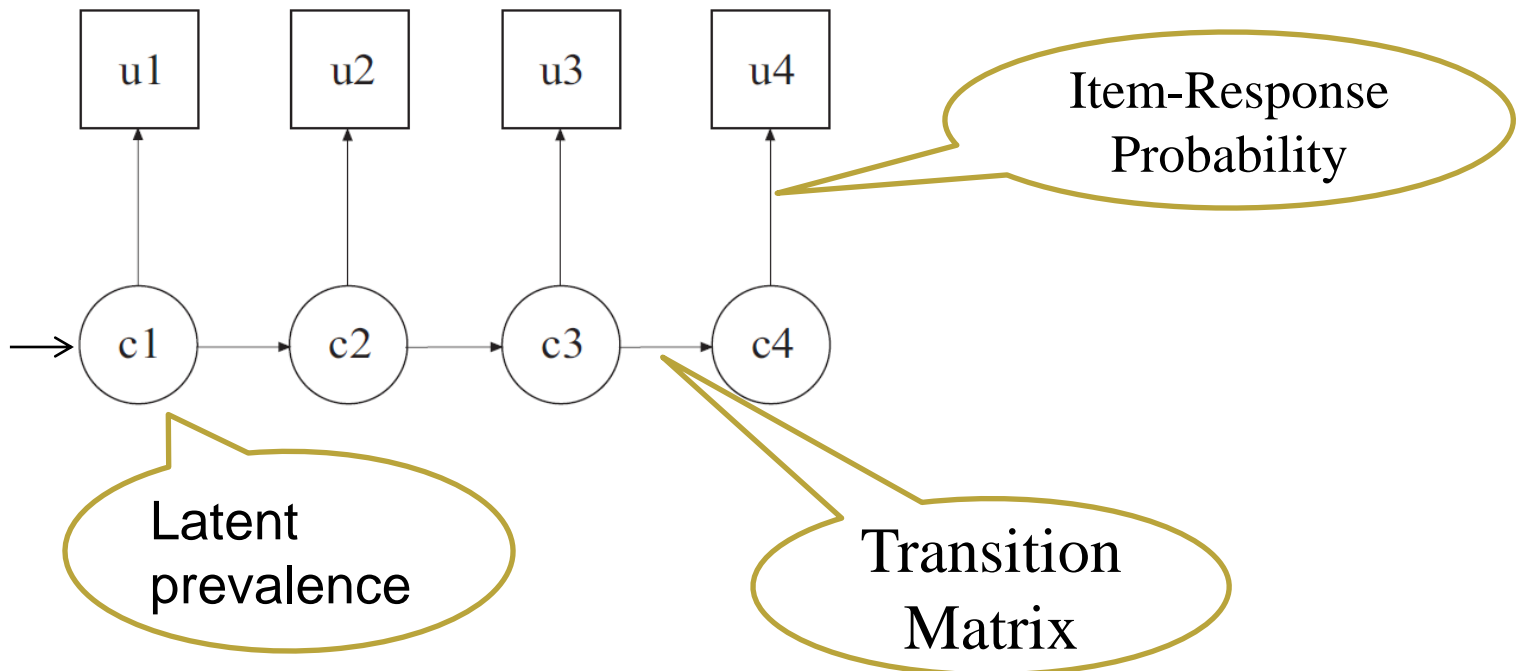 u1
u2
u3
u4
Item-Response
Probability
c1
c2
c3
c4
Latent
prevalence
Transition
Matrix